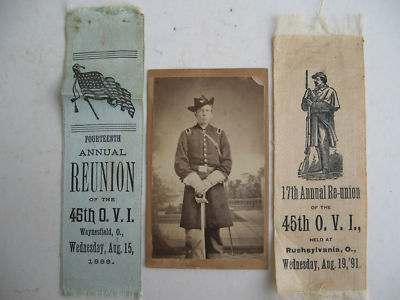 FOURTEENTH
ANNUAL
REUNION
OF THE
45th O. V. I.
Waynesfield, O.,
Wednesday, Aug. 15,
1888.
17th Annual Re-union
OF THE
45th O. V. I.,
HELD AT
Rushsylvania, O.,
Wednesday, Aug. 19, '91.